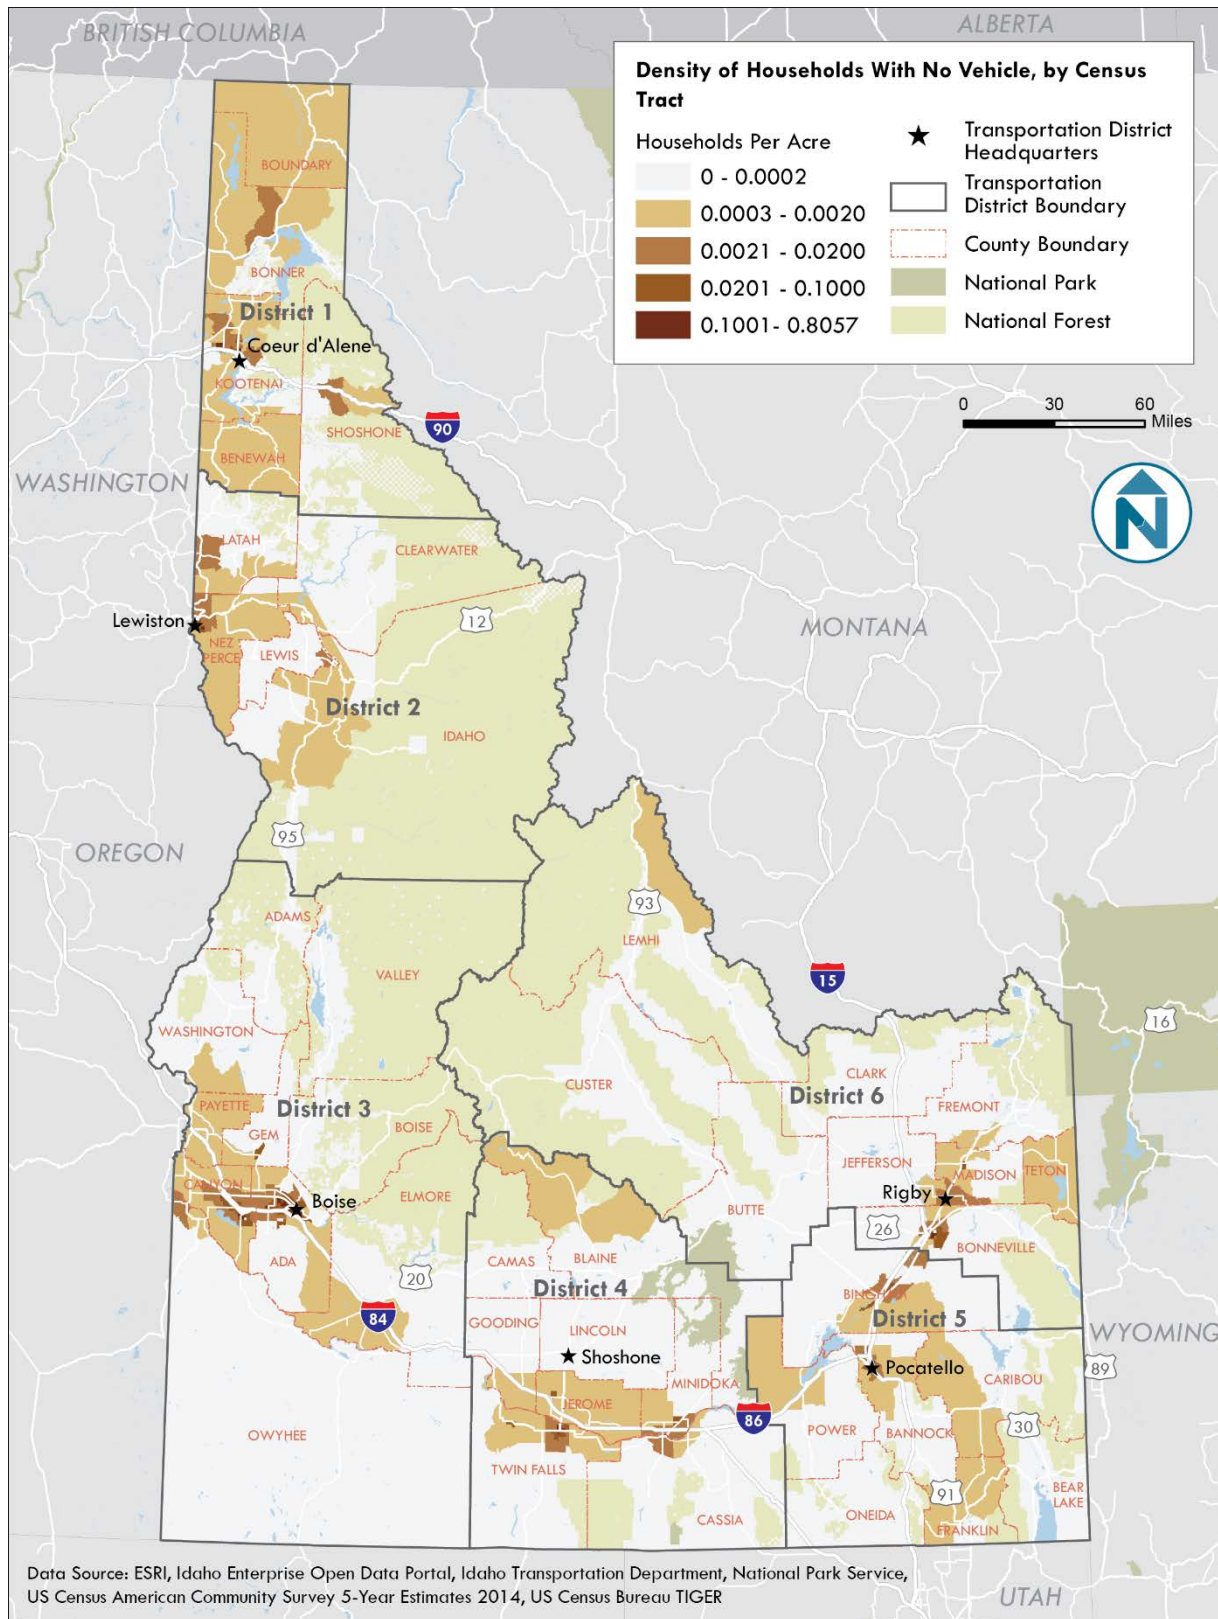 BRITISH COLUMBIA
ALBERTA
Density of Households With No Vehicle, by Census
Tract
Households Per Acre
0 - 0.0002
0.0003 - 0.0020
0.0021 - 0.0200
0.0201 - 0.1000
0.1001- 0.8057
Transportation District
Headquarters
Transportation
District Boundary
County Boundary
National Park
National Forest
0 30 60
Miles
N
BOUNDARY
BONNER
District 1
Coeur d'Alene
KOOTENAI
90
SHOSHONE
BENEWAH
WASHINGTON
LATAH
CLEARWATER
Lewiston
12
NEZ
PERCE
LEWIS
MONTANA
District 2
IDAHO
95
OREGON
ADAMS
93
LEMHI
VALLEY
15
16
WASHINGTON
CUSTER
CLARK
District 6
PAYETTE
District 3
FREMONT
GEM
BOISE
JEFFERSON
MADISON
TETON
CANYON
Boise
ELMORE
Rigby
BUTTE
26
BONNEVILLE
ADA
20
CAMAS
BLAINE
District 4
BINGHAM
District 5
84
GOODING
LINCOLN
WYOMING
Shoshone
Pocatello
89
MINIDOKA
CARIBOU
JEROME
86
30
OWYHEE
POWER
BANNOCK
TWIN FALLS
91
BEAR
LAKE
CASSIA
ONEIDA
FRANKLIN
Data Source: ESRI, Idaho Enterprise Open Data Portal, Idaho Transportation Department, National Park Service,
US Census American Community Survey 5-Year Estimates 2014, US Census Bureau TIGER
UTAH